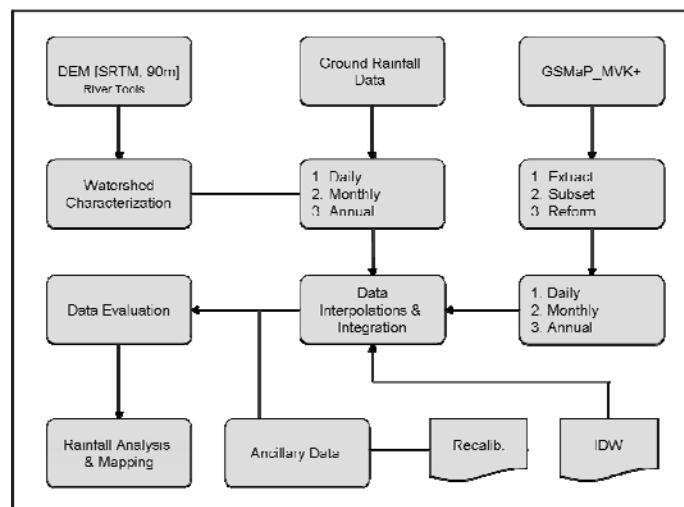 DEM [SRTM, 90m]
River Tools
Ground Rainfall
Data
GSMaP_MVK+
Watershed
Characterization
1. Daily
2. Monthly
3. Annual
1. Extract
2. Subset
3. Reform
Data Evaluation
Data
Interpolations &
Integration
1. Daily
2. Monthly
3. Annual
Rainfall Analysis
& Mapping
Ancillary Data
Recalib.
IDW